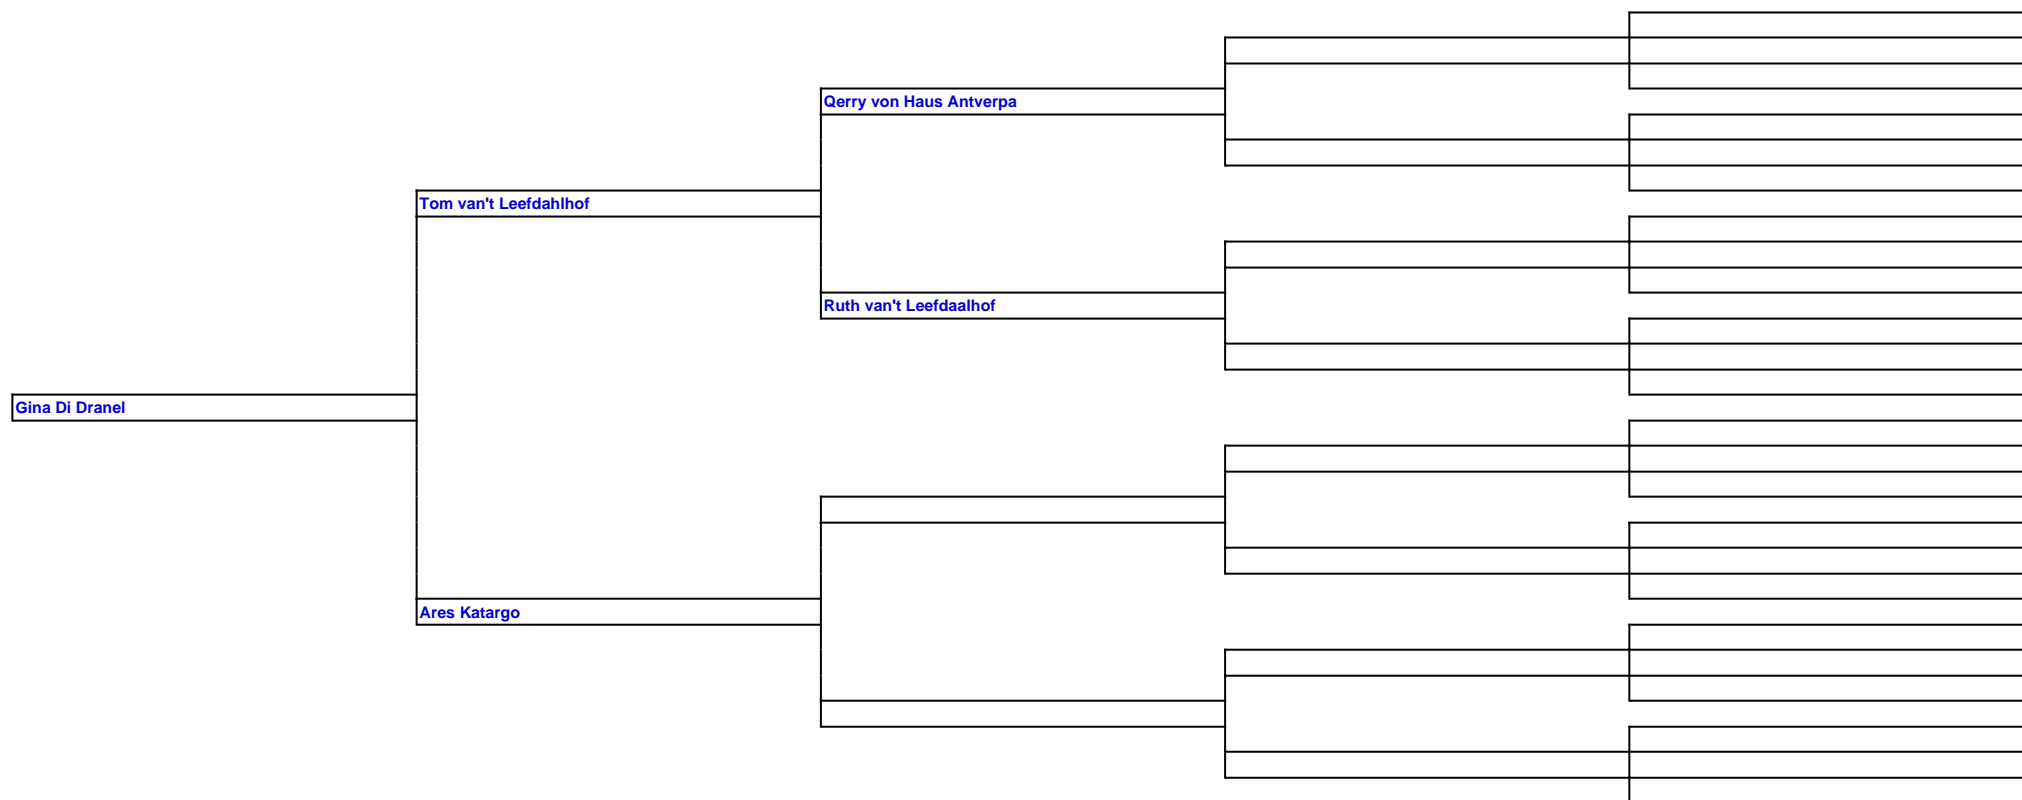 Qerry von Haus Antverpa
Tom van't Leefdahlhof
Ruth van't Leefdaalhof
Gina Di Dranel
Ares Katargo